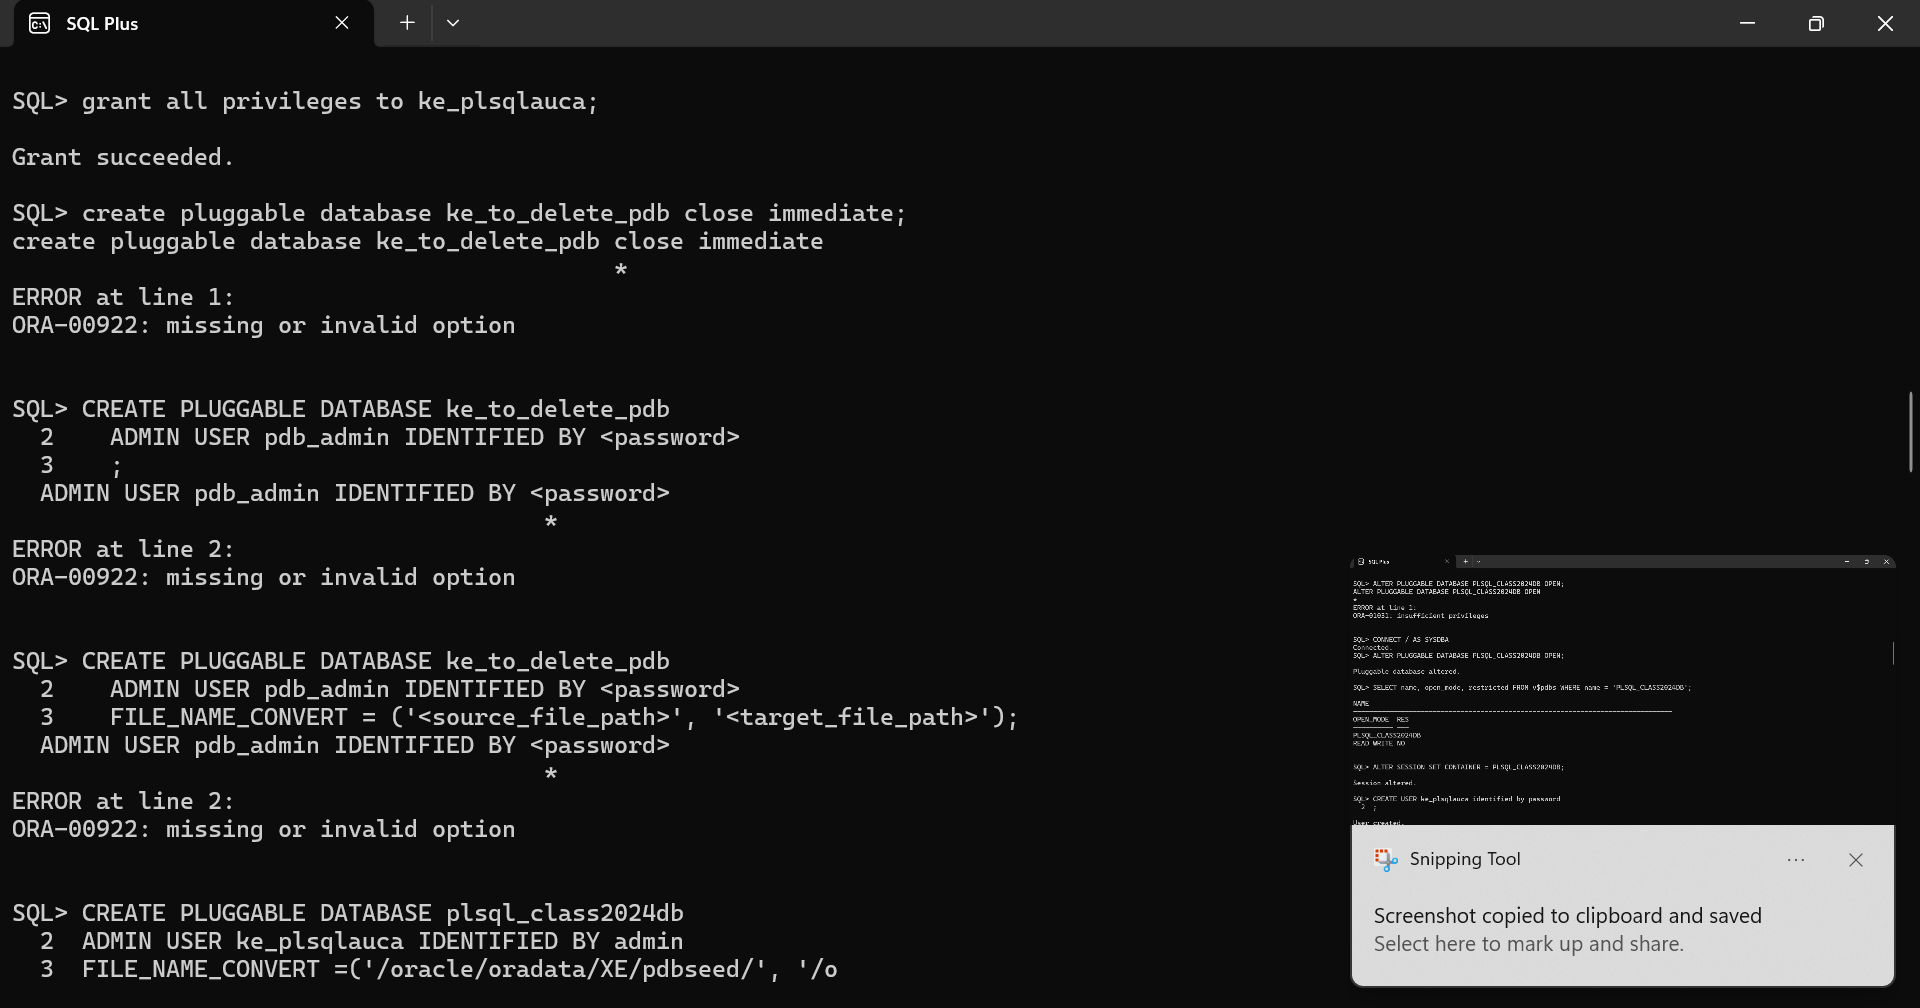 SQL Plus
SQL> grant all privileges to ke_plsqlauca;
Grant succeeded.
SQL> create pluggable database ke_to_delete_pdb close immediate;
create pluggable database ke_to_delete_pdb close immediate
*
ERROR at line 1:
ORA-00922: missing or invalid option
SQL> CREATE PLUGGABLE DATABASE ke_to_delete_pdb
2 ADMIN USER pdb_admin IDENTIFIED BY <password>
3 ;
ADMIN USER pdb_admin IDENTIFIED BY <password>
*
ERROR at line 2:
ORA-00922: missing or invalid option
SQL> CREATE PLUGGABLE DATABASE ke_to_delete_pdb
2 ADMIN USER pdb_admin IDENTIFIED BY <password>
3 FILE_NAME_CONVERT = ('<source_file_path>', '<target_file_path>');
ADMIN USER pdb_admin IDENTIFIED BY <password>
*
ERROR at line 2:
ORA-00922: missing or invalid option
SQL> CREATE PLUGGABLE DATABASE plsql_class2024db
2 ADMIN USER ke_plsqlauca IDENTIFIED BY admin
3 FILE_NAME_CONVERT =('/oracle/oradata/XE/pdbseed/', '/o
SQL Plus
SQL> ALTER PLUGGABLE DATABASE PLSQL_CLASS2024DB OPEN;
ALTER PLUGGABLE DATABASE PLSQL_CLASS2024DB OPEN
*
ERROR at line 1:
ORA-01031: insufficient privileges
SQL> CONNECT / AS SYSDBA
Connected.
SQL> ALTER PLUGGABLE DATABASE PLSQL_CLASS2024DB OPEN;
Pluggable database altered.
SQL> SELECT name, open_mode, restricted FROM v$pdbs WHERE name = 'PLSQL_CLASS2024DB';
NAME
OPEN_MODE RES
PLSQL_CLASS2024DB
READ WRITE NO
SQL> ALTER SESSION SET CONTAINER = PLSQL_CLASS2024DB;
Session altered.
SQL> CREATE USER ke_plsqlauca identified by password
2 ;
User created.
Snipping Tool
Screenshot copied to clipboard and saved
Select here to mark up and share.